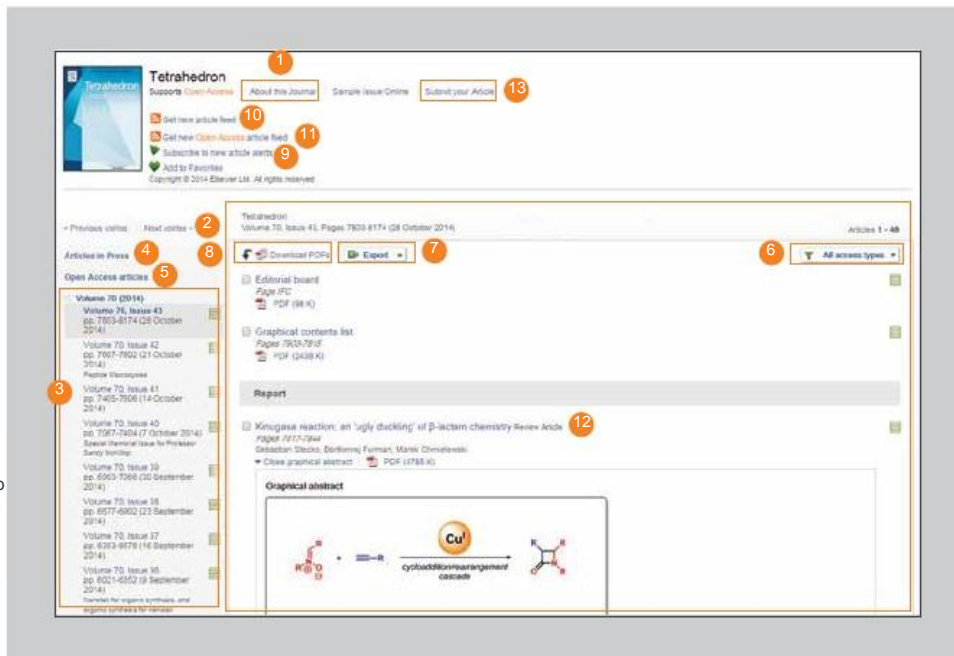 1
Tetrahedron
Tetrahedron
Supports Open Access
About this Journal
Sample Issue Online
Submit your Article
13
Get new article feed
10
Get new Open Access article feed
11
Subscribe to new article alerts
9
Add to Favorites
Copyright © 2014 Elsevier Ltd. All rights reserved
< Previous vol/iss
Next vol/iss >
2
Articles in Press
4
Open Access articles
5
3
Volume 70 (2014)
Volume 70, Issue 43
pp. 7803-8174 (28 October
2014)
Volume 70, Issue 42
pp. 7667-7802 (21 October
2014)
Volume 70, Issue 41
pp. 7405-7666 (14 October
2014)
Volume 70, Issue 40
pp. 7067-7404 (7 October 2014)
Special Memorial Issue for Professor
Volume 70, Issue 39
pp. 6903-7066 (30 September
2014)
Volume 70, Issue 38
pp. 6677-6902 (23 September
2014)
Volume 70, Issue 37
pp. 6353-6676 (16 September
2014)
Volume 70, Issue 36
pp. 6021-6352 (9 September
2014)
Tetrahedron
Volume 70, Issue 43, Pages 7803-8174 (28 October 2014)
Articles 1 - 48
8
Download PDFs
Export
7
6
All access types
Editorial board
Page IFC
PDF (98 K)
Graphical contents list
Pages 7803-7815
PDF (2438 K)
Report
Kinugasa reaction: an 'ugly duckling' of β-lactam chemistry Review Article
12
Pages 7817-7844
Sebastian Stecko, Bartłomiej Furman, Marek Chmielewski
Close graphical abstract
PDF (3765 K)
Graphical abstract
R
R
+
R
Cu
I
cycloaddition/rearrangement
cascade
R
R
O
N
R